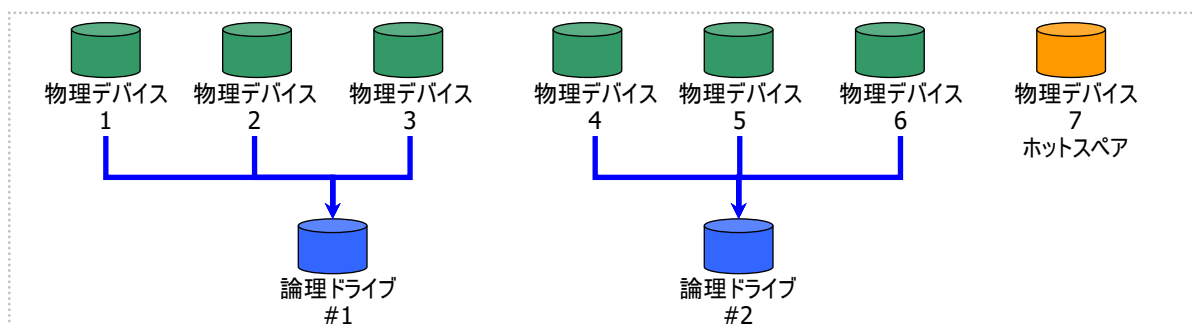 物理デバイス 物理デバイス 物理デバイス 物理デバイス 物理デバイス 物理デバイス 物理デバイス
1 2 3 4 5 6 7
ホットスペア
論理ドライブ 論理ドライブ
#1 #2